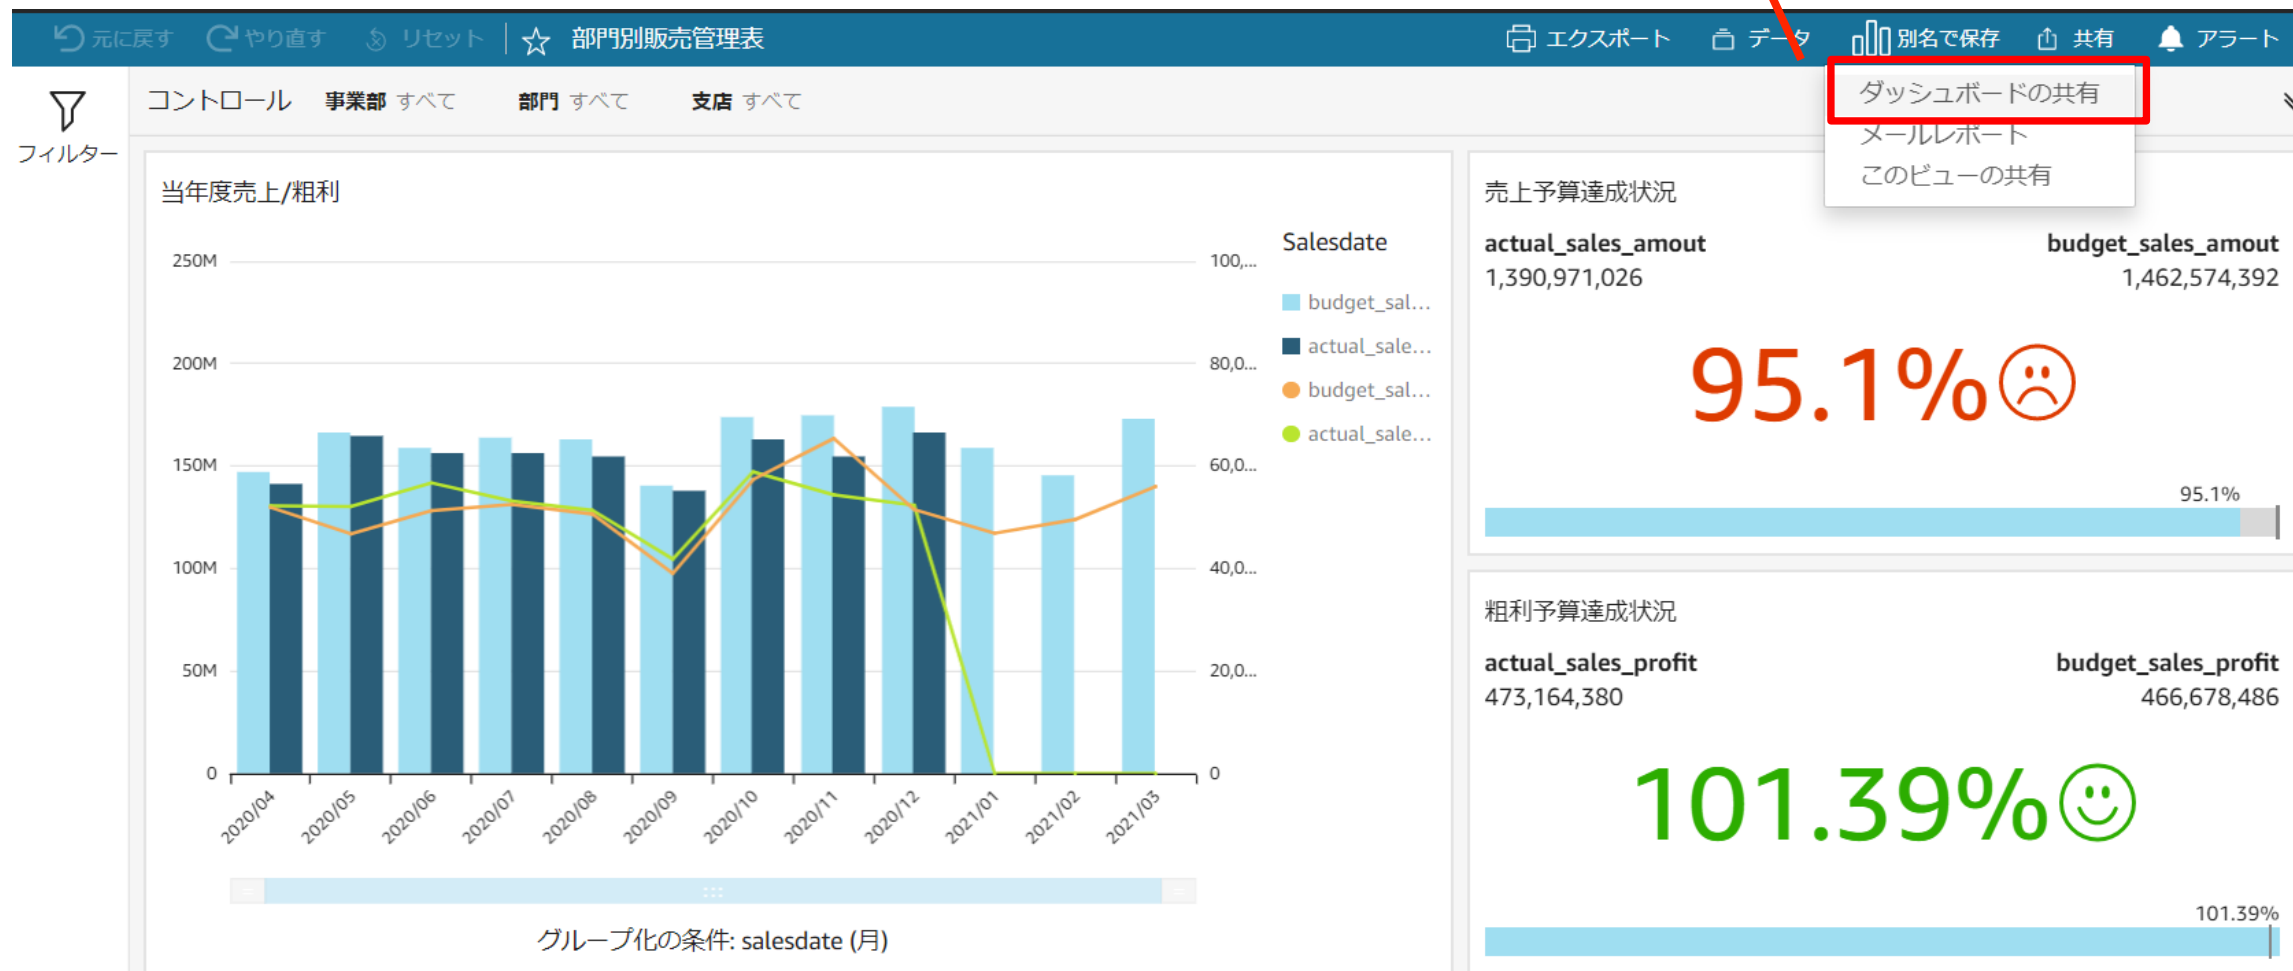 元に戻す やり直す リセット 部門別販売管理表 エクスポート データ 別名で保存 共有 アラート
ダッシュボードの共有
メールレポート
このビューの共有
フィルター
コントロール 事業部 すべて 部門 すべて 支店 すべて
当年度売上/粗利
250M
200M
150M
100M
50M
0
100,...
80,0...
60,0...
40,0...
20,0...
0
Salesdate
budget_sal...
actual_sale...
budget_sal...
actual_sale...
2020/04 2020/05 2020/06 2020/07 2020/08 2020/09 2020/10 2020/11 2020/12 2021/01 2021/02 2021/03
グループ化の条件: salesdate (月)
売上予算達成状況
actual_sales_amout budget_sales_amout
1,390,971,026 1,462,574,392
95.1%
95.1%
粗利予算達成状況
actual_sales_profit budget_sales_profit
473,164,380 466,678,486
101.39%
101.39%